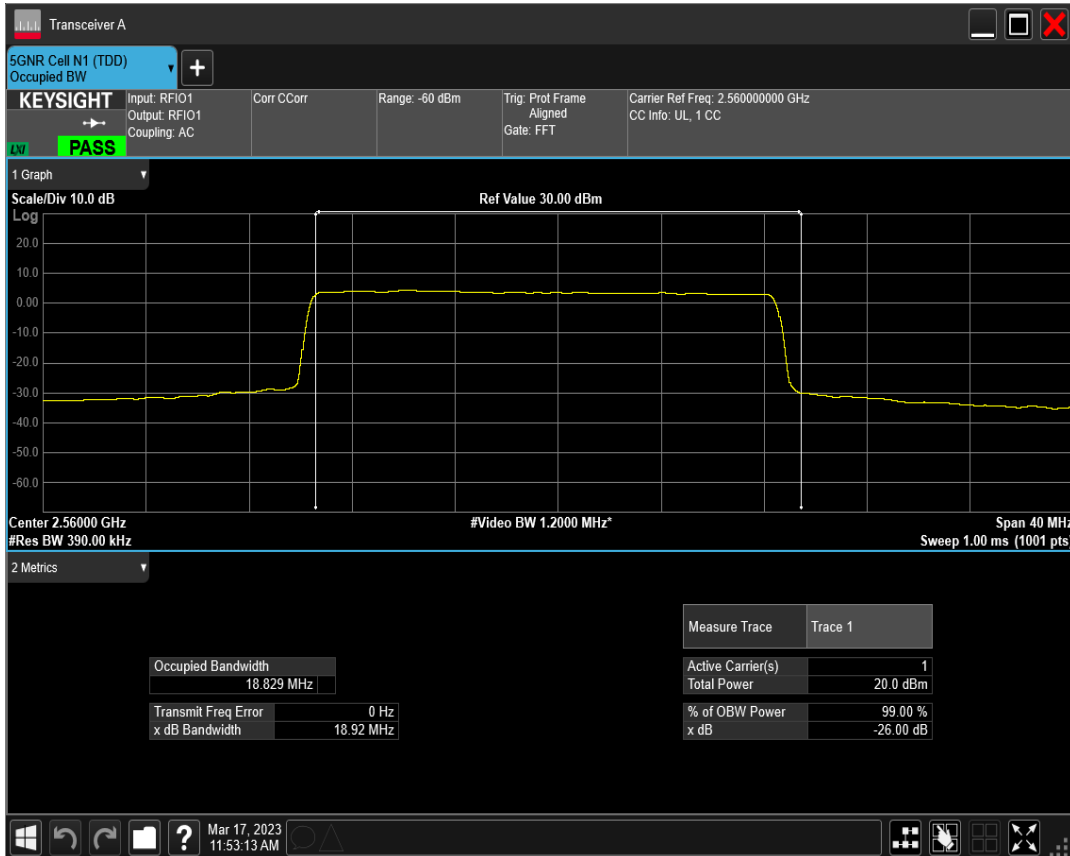 Transceiver A
5GNR Cell N1 (TDD)
Occupied BW
+
KEYSIGHT
LXI
PASS
Input: RFIO1
Output: RFIO1
Coupling: AC
Corr CCorr
Range: -60 dBm
Trig: Prot Frame
Aligned
Gate: FFT
Carrier Ref Freq: 2.560000000 GHz
CC Info: UL, 1 CC
1 Graph
Scale/Div 10.0 dB
Ref Value 30.00 dBm
Log
20.0
10.0
0.00
-10.0
-20.0
-30.0
-40.0
-50.0
-60.0
Center 2.56000 GHz
#Video BW 1.2000 MHz*
Span 40 MHz
#Res BW 390.00 kHz
Sweep 1.00 ms (1001 pts)
2 Metrics
Measure Trace Trace 1
Occupied Bandwidth
18.829 MHz
Active Carrier(s) 1
Total Power 20.0 dBm
Transmit Freq Error 0 Hz
x dB Bandwidth 18.92 MHz
% of OBW Power 99.00 %
x dB -26.00 dB
?
Mar 17, 2023
11:53:13 AM